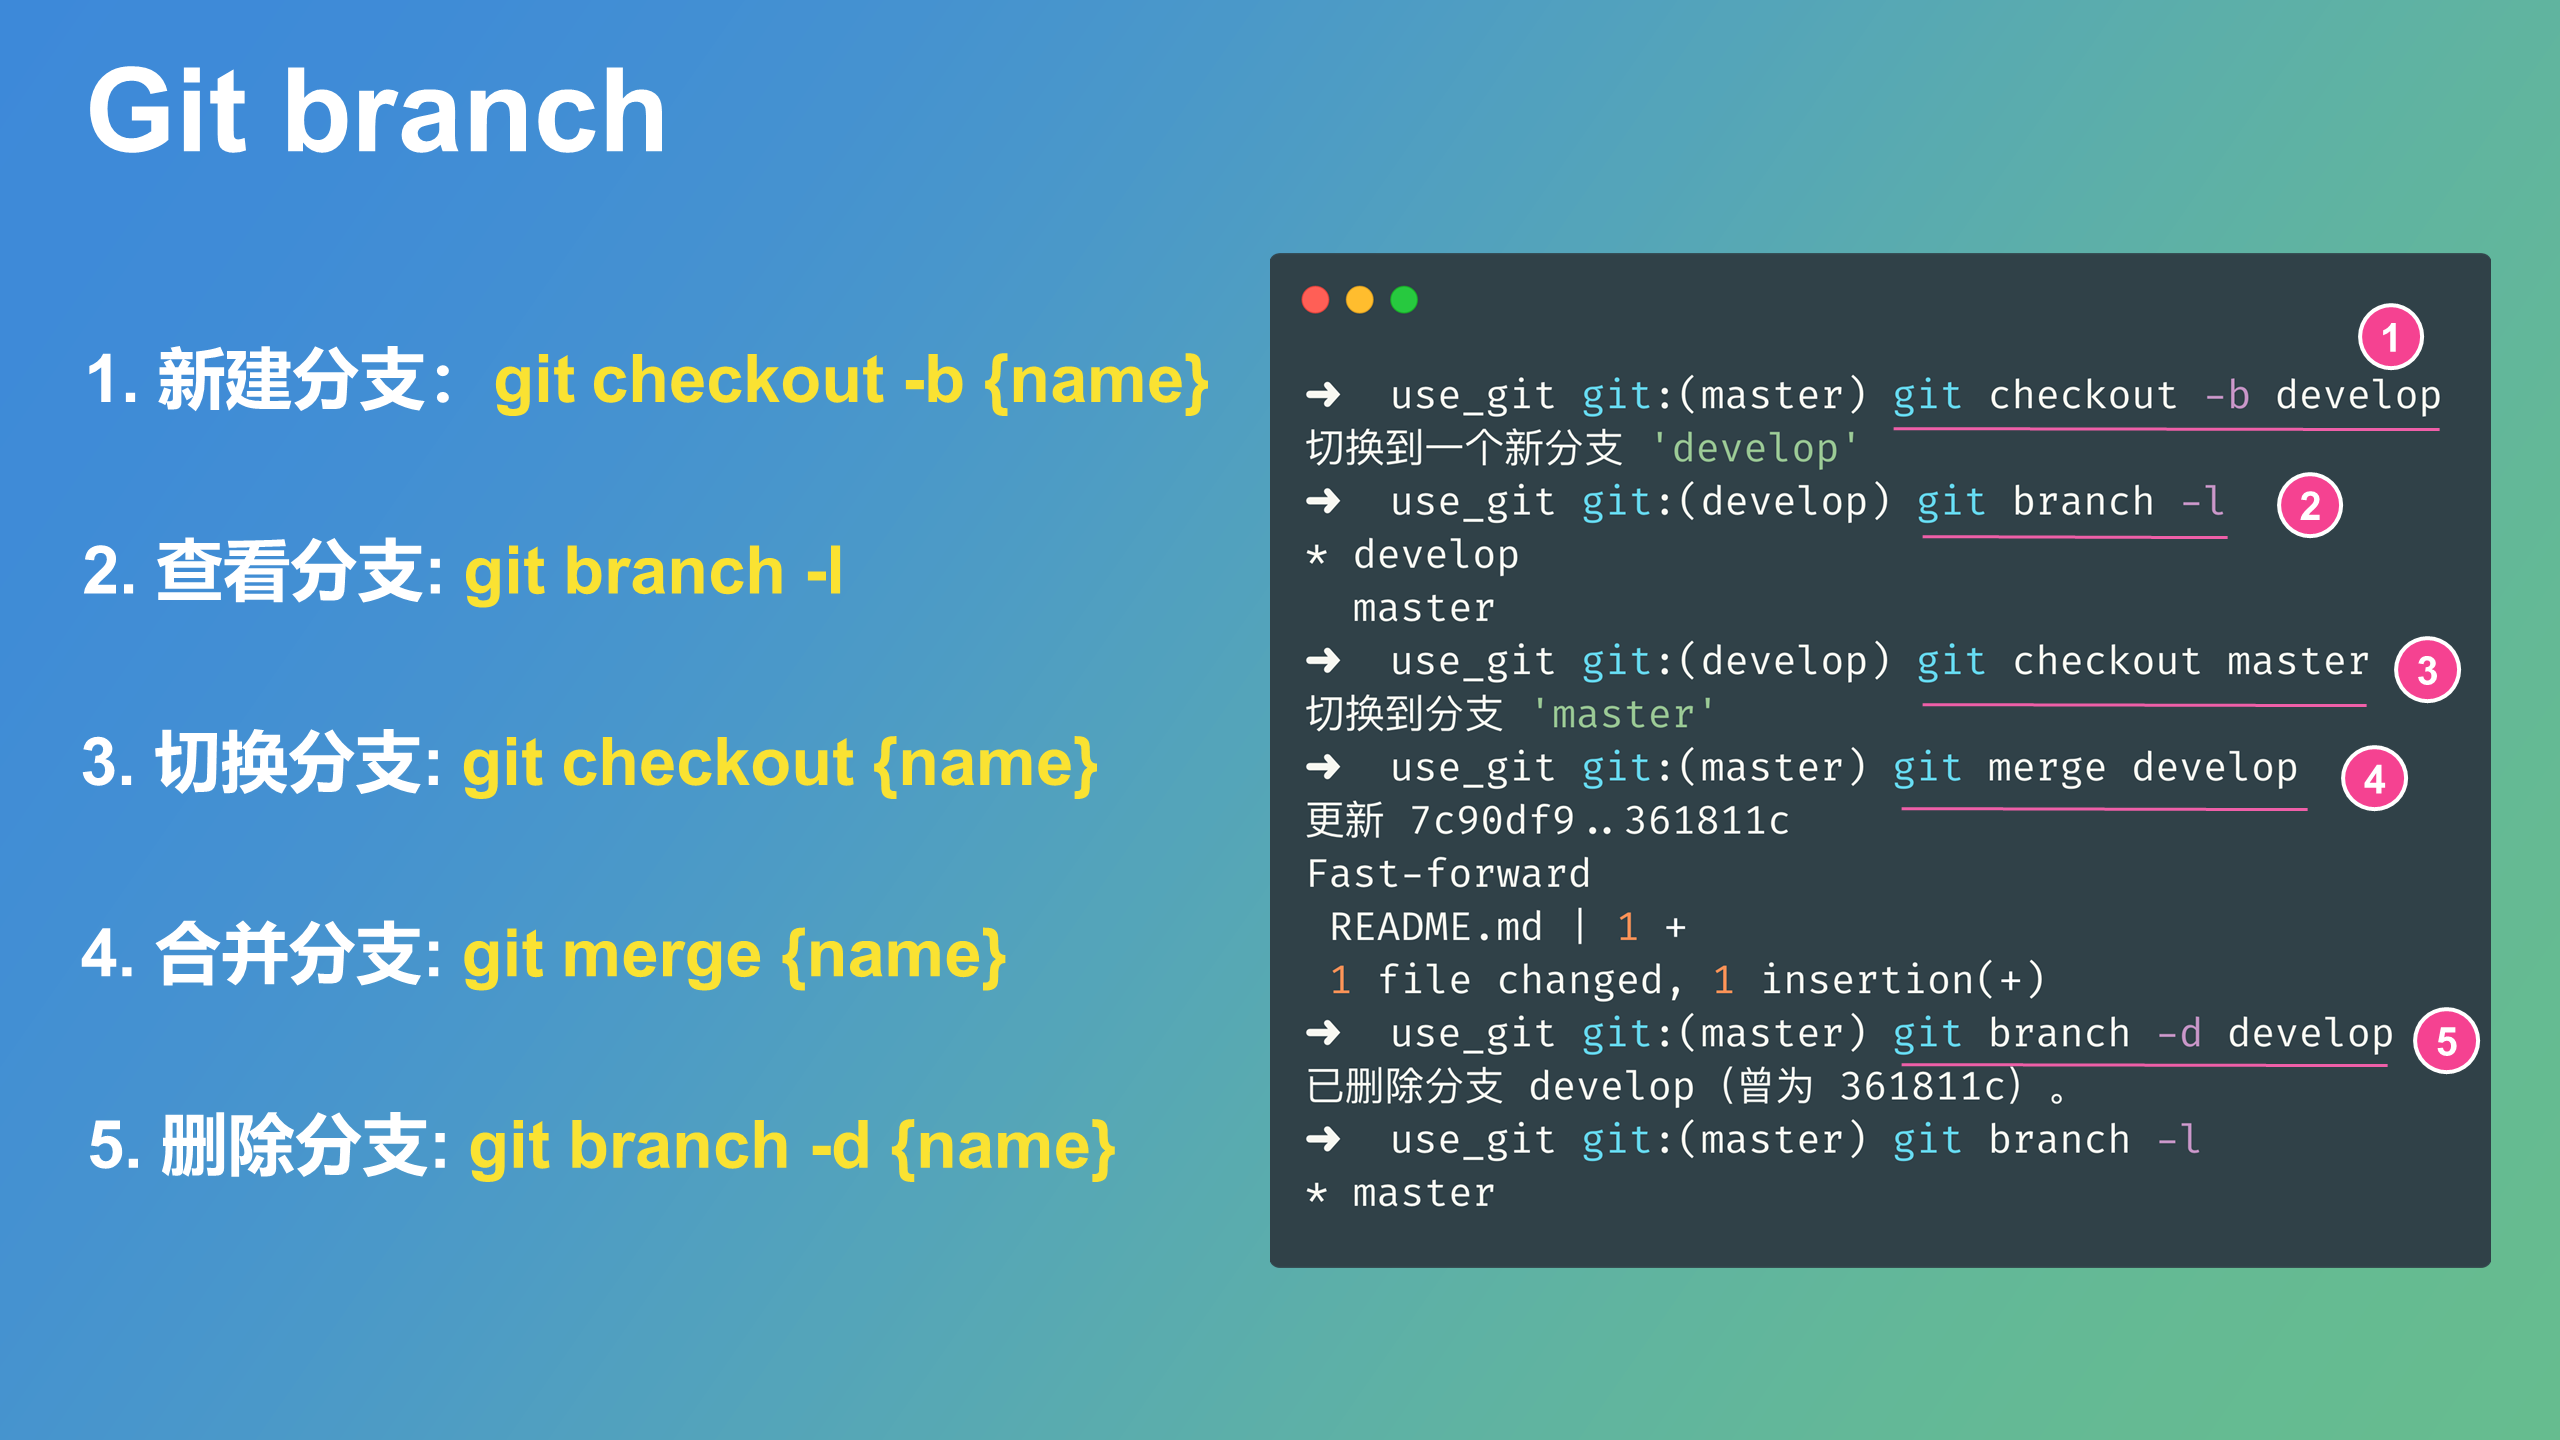 Git branch
1. 新建分支：git checkout -b {name}
2. 查看分支: git branch -l
3. 切换分支: git checkout {name}
4. 合并分支: git merge {name}
5. 删除分支: git branch -d {name}
1
➜  use_git git:(master) git checkout -b develop
切换到一个新分支 'develop'
➜  use_git git:(develop) git branch -l 2
* develop
  master
➜  use_git git:(develop) git checkout master 3
切换到分支 'master'
➜  use_git git:(master) git merge develop 4
更新 7c90df9..361811c
Fast-forward
 README.md | 1 +
 1 file changed, 1 insertion(+)
➜  use_git git:(master) git branch -d develop 5
已删除分支 develop（曾为 361811c）。
➜  use_git git:(master) git branch -l
* master